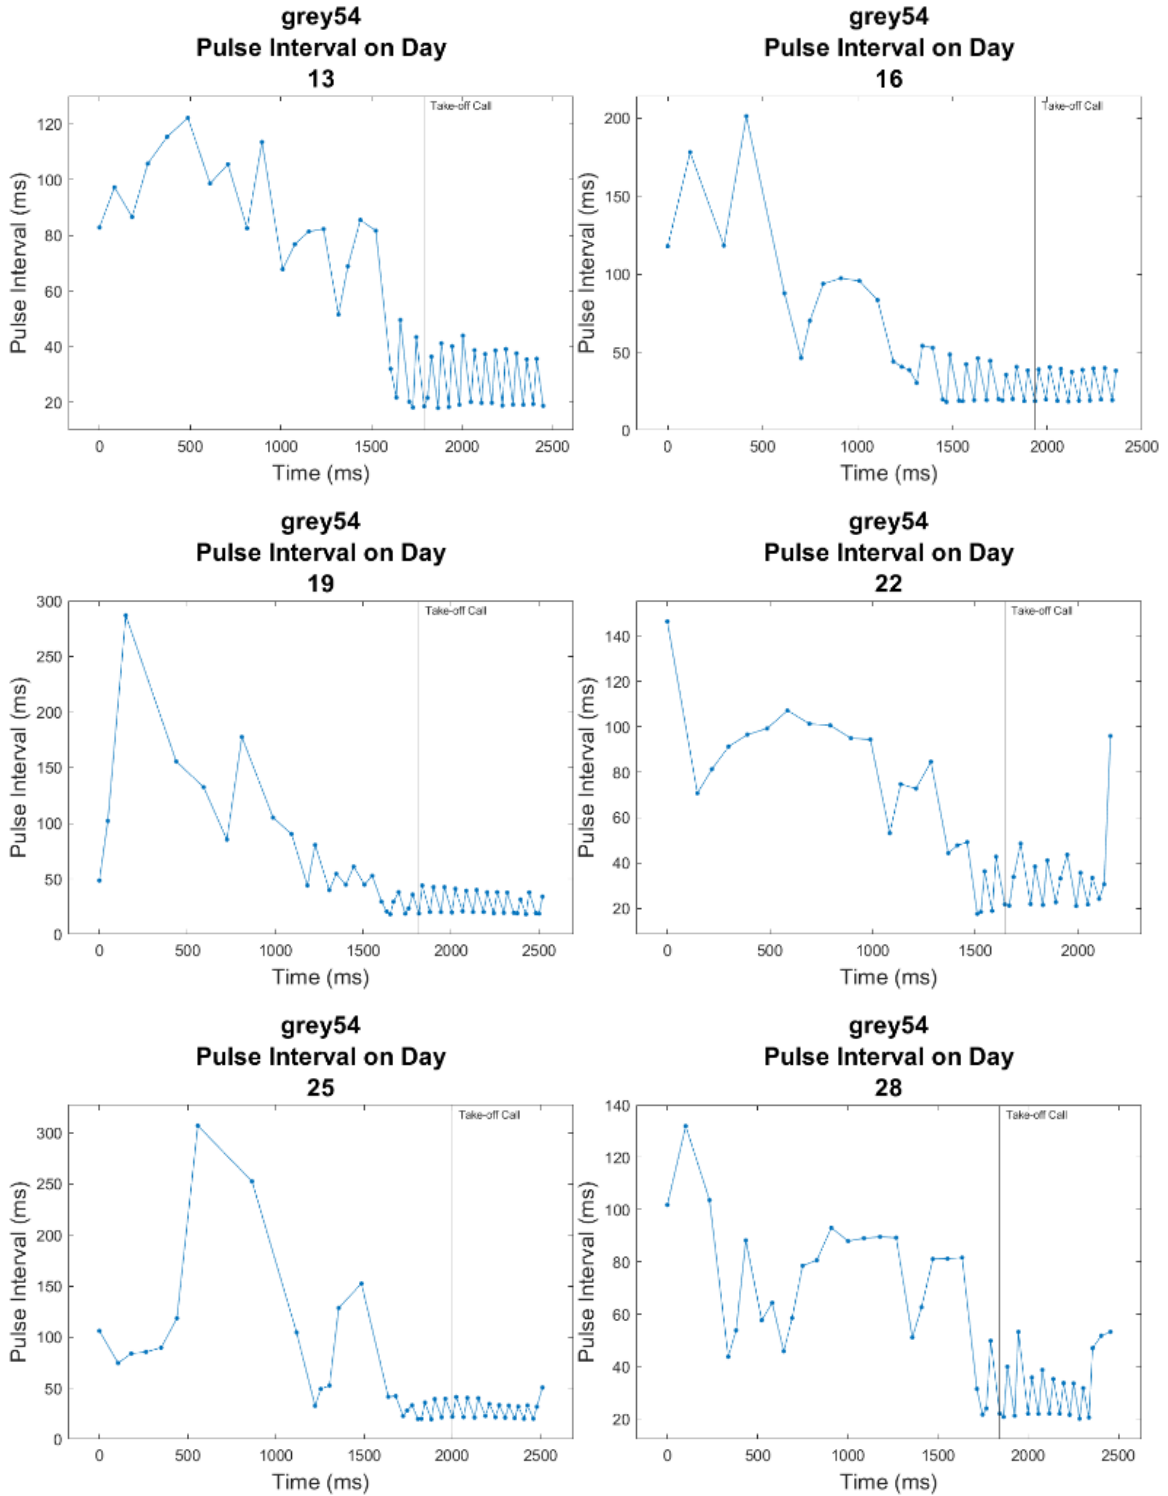 grey54
Pulse Interval on Day
13
Take-off Call
120
100
80
60
40
20
Pulse Interval (ms)
0
500
1000
1500
2000
2500
Time (ms)
grey54
Pulse Interval on Day
16
Take-off Call
200
150
100
50
0
Pulse Interval (ms)
0
500
1000
1500
2000
2500
Time (ms)
grey54
Pulse Interval on Day
19
Take-off Call
300
250
200
150
100
50
0
Pulse Interval (ms)
0
500
1000
1500
2000
2500
Time (ms)
grey54
Pulse Interval on Day
22
Take-off Call
140
120
100
80
60
40
20
Pulse Interval (ms)
0
500
1000
1500
2000
Time (ms)
grey54
Pulse Interval on Day
25
Take-off Call
300
250
200
150
100
50
0
Pulse Interval (ms)
0
500
1000
1500
2000
2500
Time (ms)
grey54
Pulse Interval on Day
28
Take-off Call
140
120
100
80
60
40
20
Pulse Interval (ms)
0
500
1000
1500
2000
2500
Time (ms)